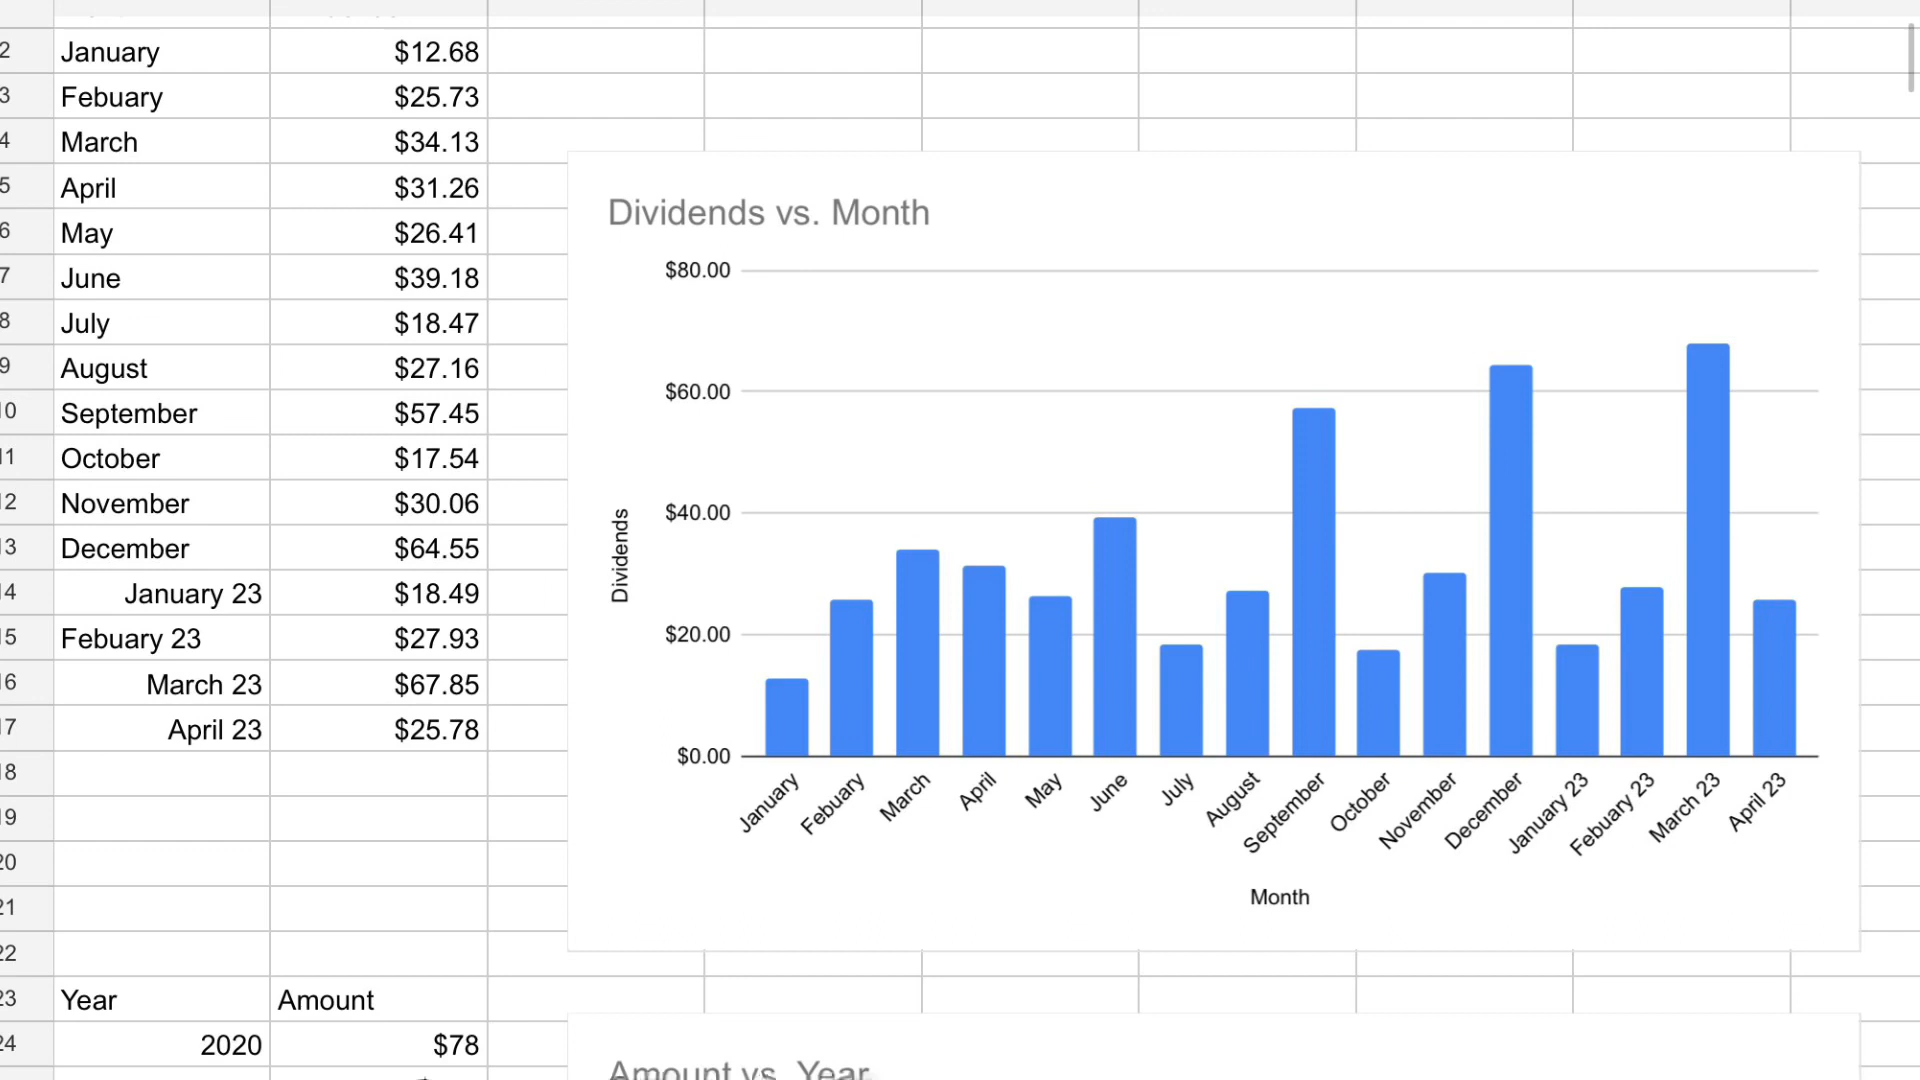 2 January $12.68
3 Febuary $25.73
4 March $34.13
5 April $31.26
6 May $26.41
7 June $39.18
8 July $18.47
9 August $27.16
10 September $57.45
11 October $17.54
12 November $30.06
13 December $64.55
14 January 23 $18.49
15 Febuary 23 $27.93
16 March 23 $67.85
17 April 23 $25.78
18
19
20
21
22
23 Year Amount
24 2020 $78
Dividends vs. Month
$80.00
$60.00
$40.00
$20.00
$0.00
Dividends
January
Febuary
March
April
May
June
July
August
September
October
November
December
January 23
Febuary 23
March 23
April 23
Month
Amount vs. Year